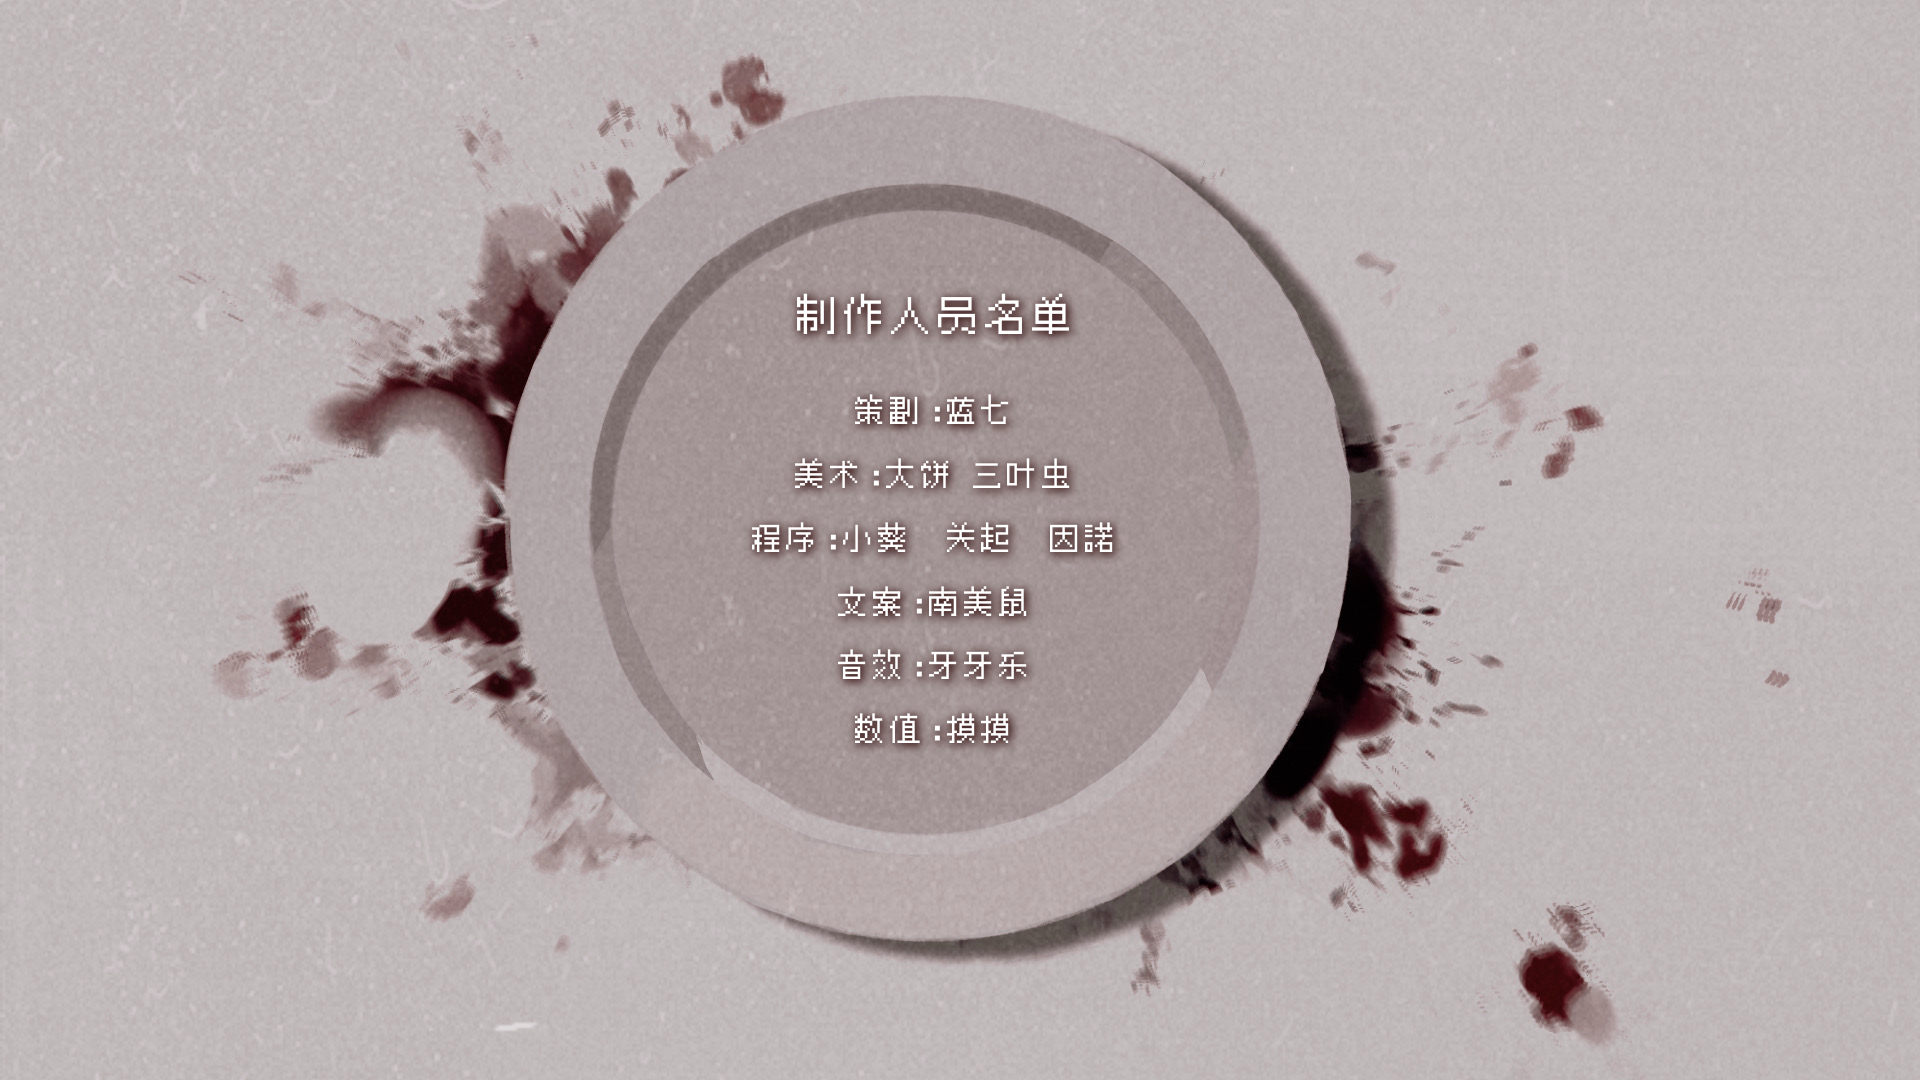 制作人员名单
策劃:蓝七
美术:大饼 三叶虫
程序:小葵 关起 因諾
文案:南美鼠
音效:牙牙乐
数值:摸摸